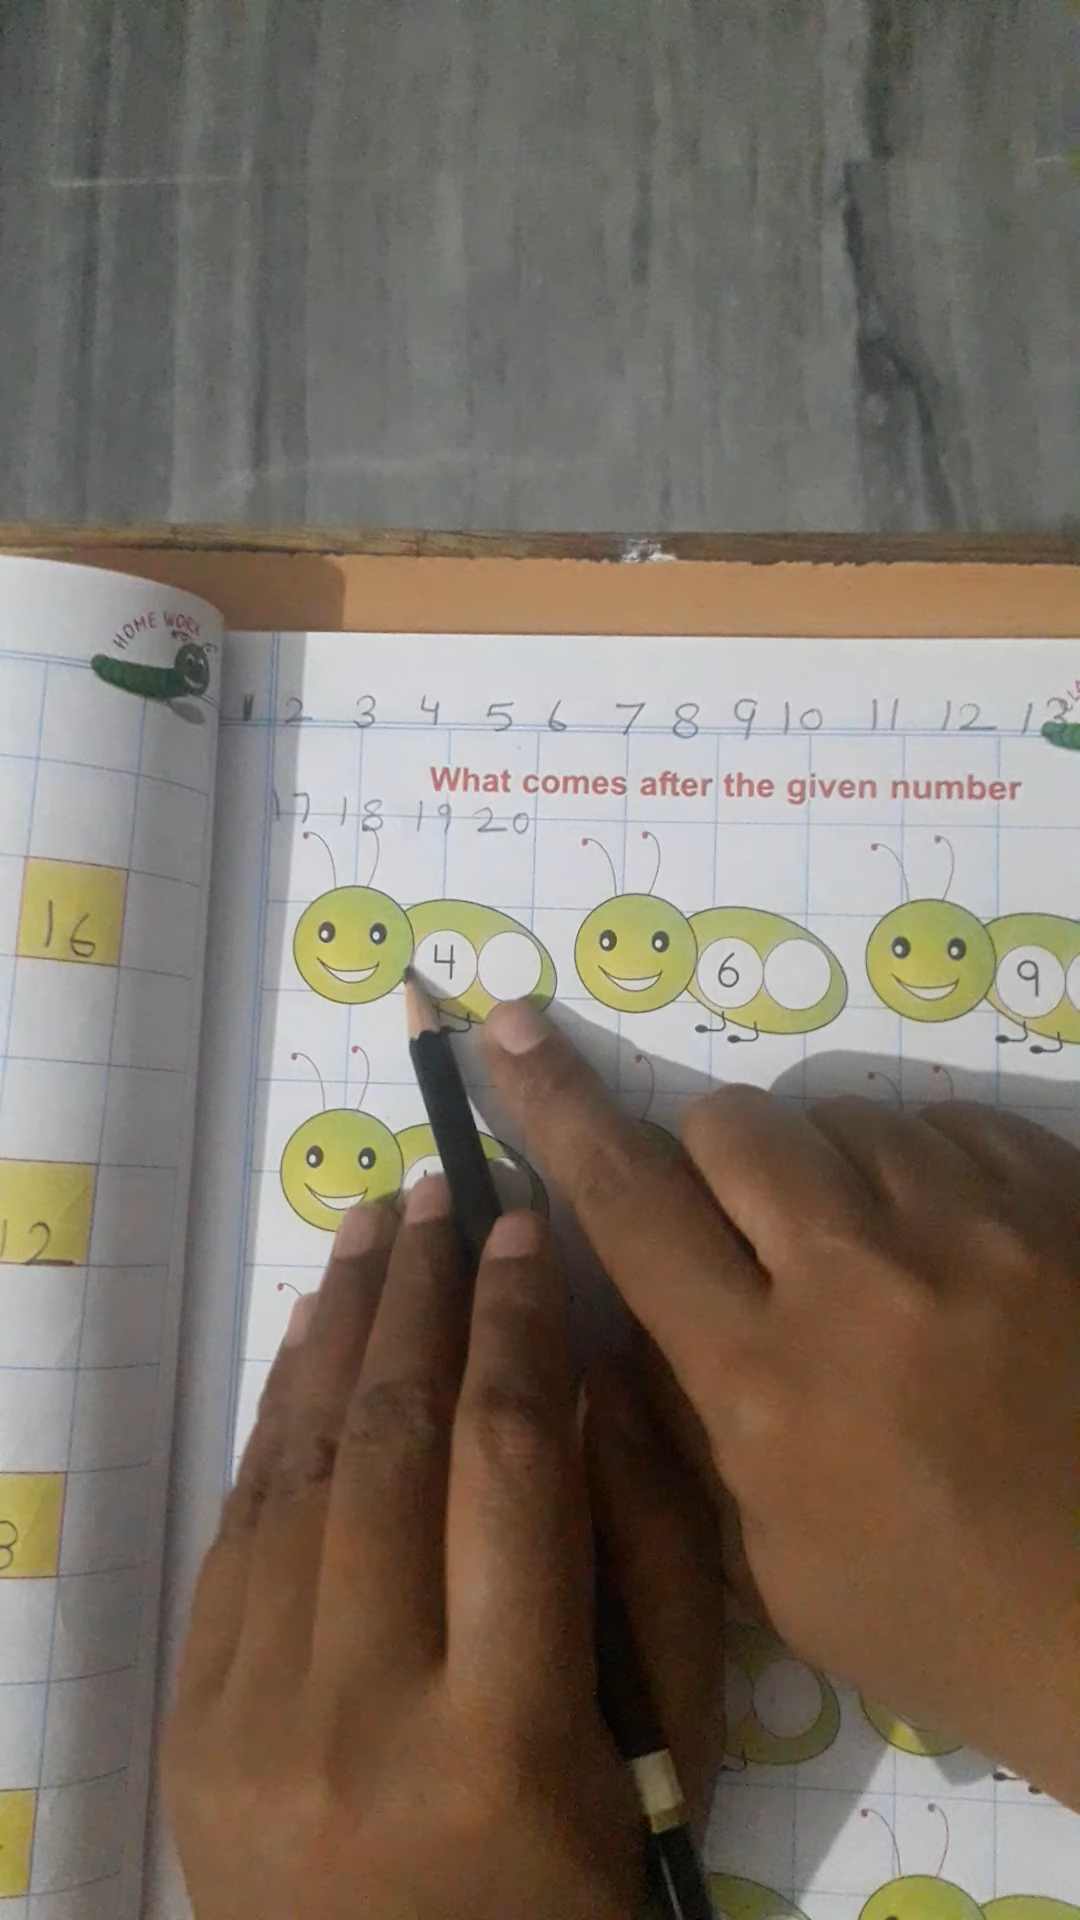 HOME WORK
1 2 3 4 5 6 7 8 9 10 11 12 13
What comes after the given number
17 18 19 20
16
4
6
9
12
3